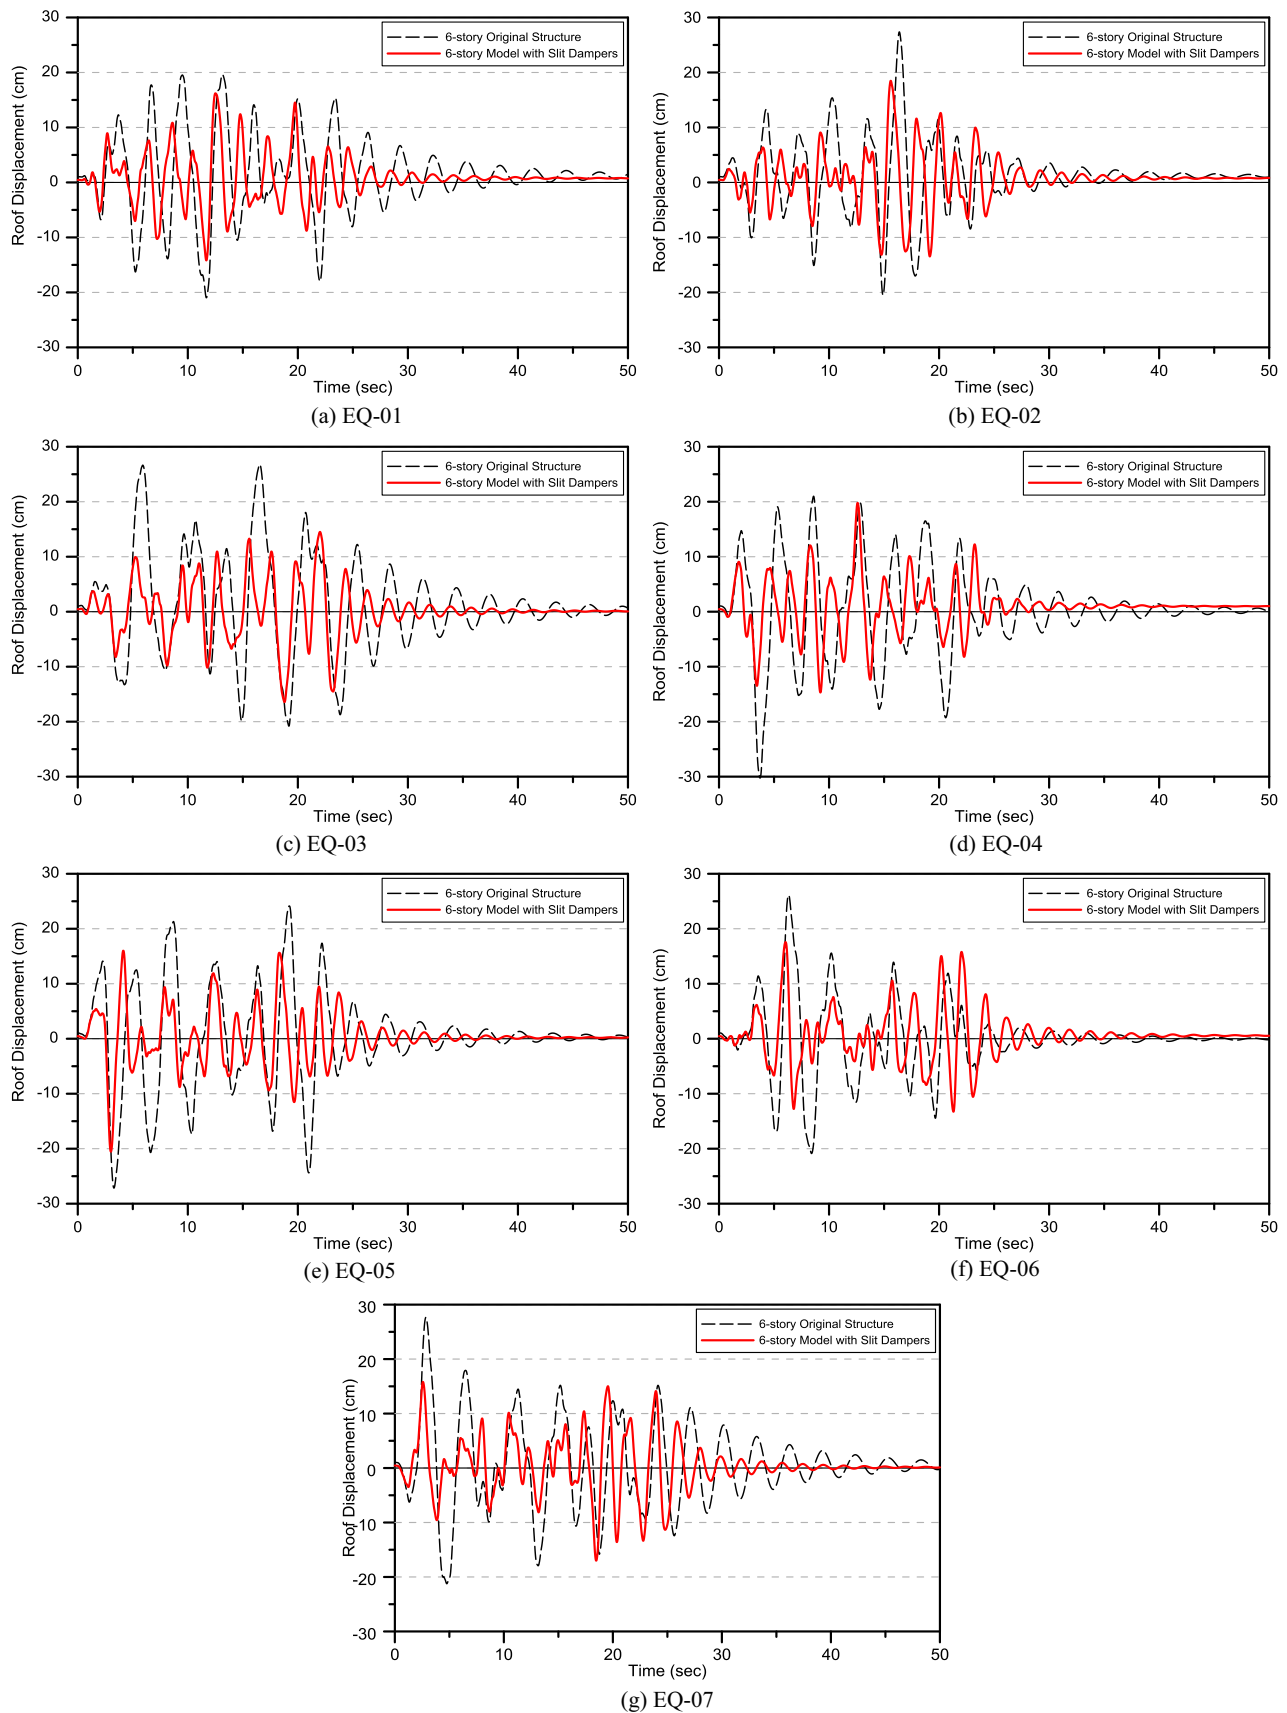 30
20
10
0
-10
-20
-30
Roof Displacement (cm)
6-story Original Structure
6-story Model with Slit Dampers
0 10 20 30 40 50
Time (sec)
(a) EQ-01
30
20
10
0
-10
-20
-30
Roof Displacement (cm)
6-story Original Structure
6-story Model with Slit Dampers
0 10 20 30 40 50
Time (sec)
(b) EQ-02
30
20
10
0
-10
-20
-30
Roof Displacement (cm)
6-story Original Structure
6-story Model with Slit Dampers
0 10 20 30 40 50
Time (sec)
(c) EQ-03
30
20
10
0
-10
-20
-30
Roof Displacement (cm)
6-story Original Structure
6-story Model with Slit Dampers
0 10 20 30 40 50
Time (sec)
(d) EQ-04
30
20
10
0
-10
-20
-30
Roof Displacement (cm)
6-story Original Structure
6-story Model with Slit Dampers
0 10 20 30 40 50
Time (sec)
(e) EQ-05
30
20
10
0
-10
-20
-30
Roof Displacement (cm)
6-story Original Structure
6-story Model with Slit Dampers
0 10 20 30 40 50
Time (sec)
(f) EQ-06
30
20
10
0
-10
-20
-30
Roof Displacement (cm)
6-story Original Structure
6-story Model with Slit Dampers
0 10 20 30 40 50
Time (sec)
(g) EQ-07